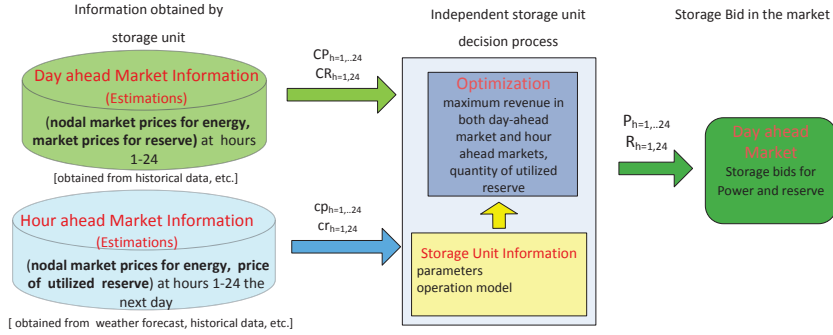 Information obtained by
storage unit
Day ahead Market Information
(Estimations)
(nodal market prices for energy,
market prices for reserve) at hours
1-24
[obtained from historical data, etc.]
Hour ahead Market Information
(Estimations)
(nodal market prices for energy, price
of utilized reserve) at hours 1-24 the
next day
[ obtained from weather forecast, historical data, etc.]
CPh=1,..24
CRh=1,24
cph=1,..24
crh=1,24
Independent storage unit
decision process
Optimization
maximum revenue in
both day-ahead
market and hour
ahead markets,
quantity of utilized
reserve
Storage Unit Information
parameters
operation model
Ph=1,..24
Rh=1,24
Storage Bid in the market
Day ahead
Market
Storage bids for
Power and reserve